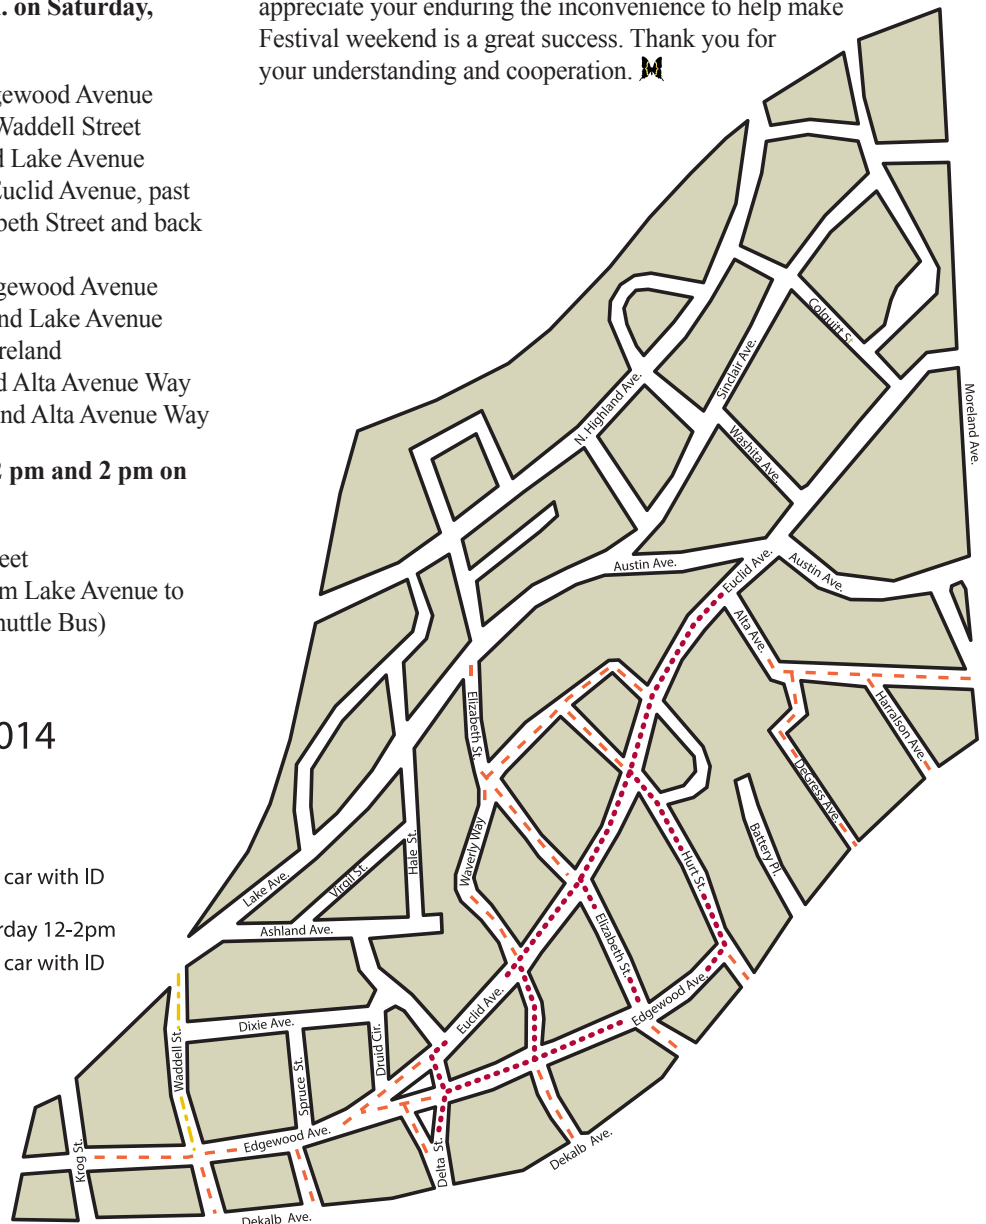 . on Saturday,
gewood Avenue
Waddell Street
d Lake Avenue
Euclid Avenue, past
beth Street and back
gewood Avenue
nd Lake Avenue
reland
d Alta Avenue Way
and Alta Avenue Way
2 pm and 2 pm on
eet
m Lake Avenue to
huttle Bus)
014
car with ID
rday 12-2pm
car with ID
appreciate your enduring the inconvenience to help make
Festival weekend is a great success. Thank you for
your understanding and cooperation.
Colquitt St.
Sinclair Ave.
N. Highland Ave.
Moreland Ave.
Washita Ave.
Austin Ave.
Euclid Ave.
Austin Ave.
Alta Ave.
Elizabeth St.
Harralson Ave.
DeGress Ave.
Waverly Way
Battery Pl.
Hale St.
Hurt St.
Lake Ave.
Virgil St.
Ashland Ave.
Elizabeth St.
Euclid Ave.
Edgewood Ave.
Dixie Ave.
Druid Cir.
Waddell St.
Spruce St.
Edgewood Ave.
Krog St.
Delta St.
Dekalb Ave.
Dekalb Ave.